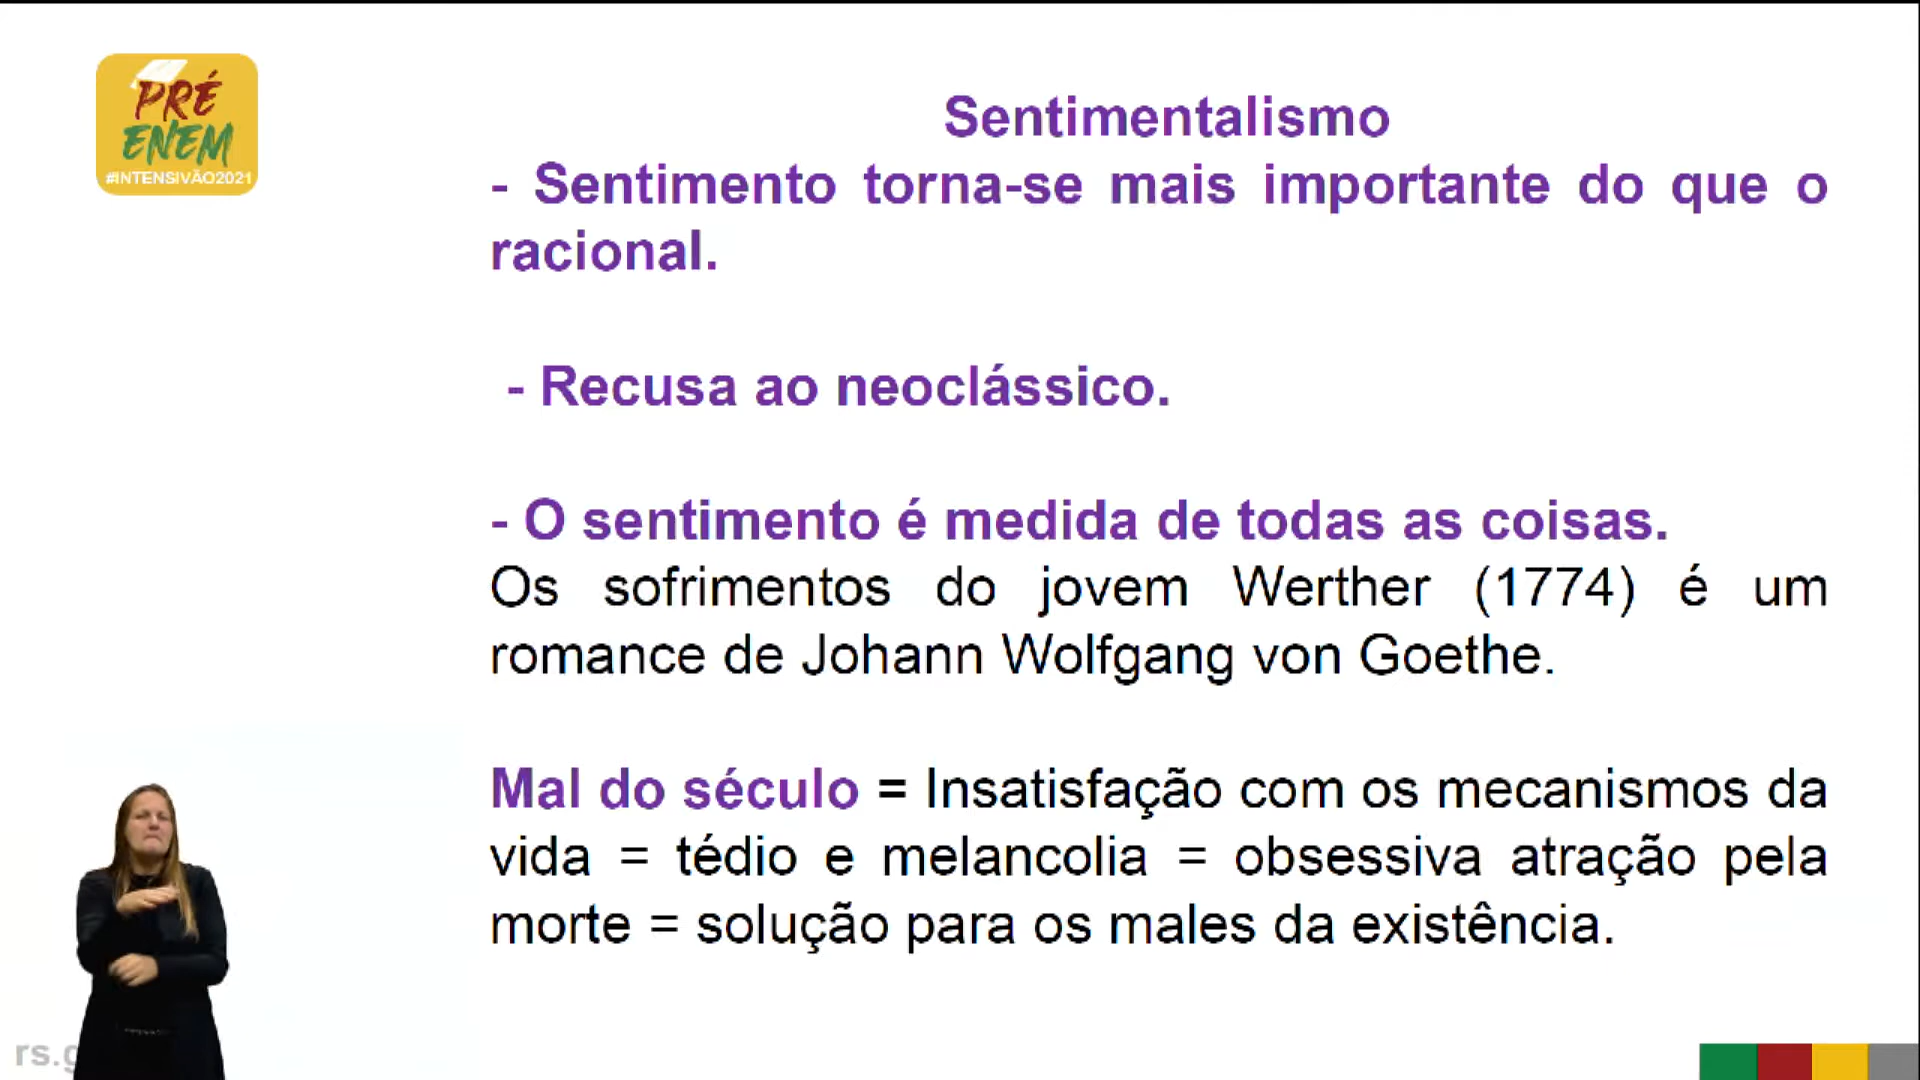 PRÉ
ENEM
#INTENSIVÃO2021
Sentimentalismo
- Sentimento torna-se mais importante do que o
racional.
- Recusa ao neoclássico.
- O sentimento é medida de todas as coisas.
Os sofrimentos do jovem Werther (1774) é um
romance de Johann Wolfgang von Goethe.
Mal do século = Insatisfação com os mecanismos da
vida = tédio e melancolia = obsessiva atração pela
morte = solução para os males da existência.
rs.g